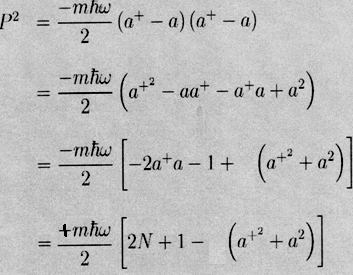 P² = −mħω/2 (a⁺ − a)(a⁺ − a)
= −mħω/2 (a⁺² − aa⁺ − a⁺a + a²)
= −mħω/2 [−2a⁺a − 1 + (a⁺² + a²)]
= +mħω/2 [2N + 1 − (a⁺² + a²)]